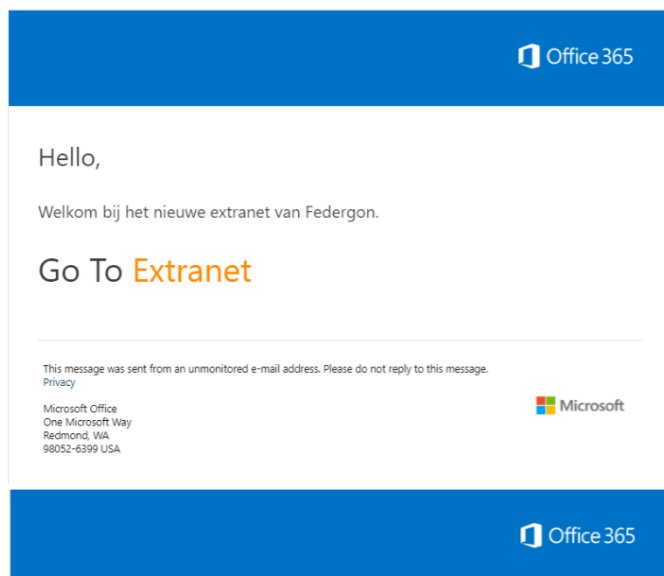 Office 365
Hello,
Welkom bij het nieuwe extranet van Federgon.
Go To Extranet
This message was sent from an unmonitored e-mail address. Please do not reply to this message.
Privacy
Microsoft Office
One Microsoft Way
Redmond, WA
98052-6399 USA
Microsoft
Office 365